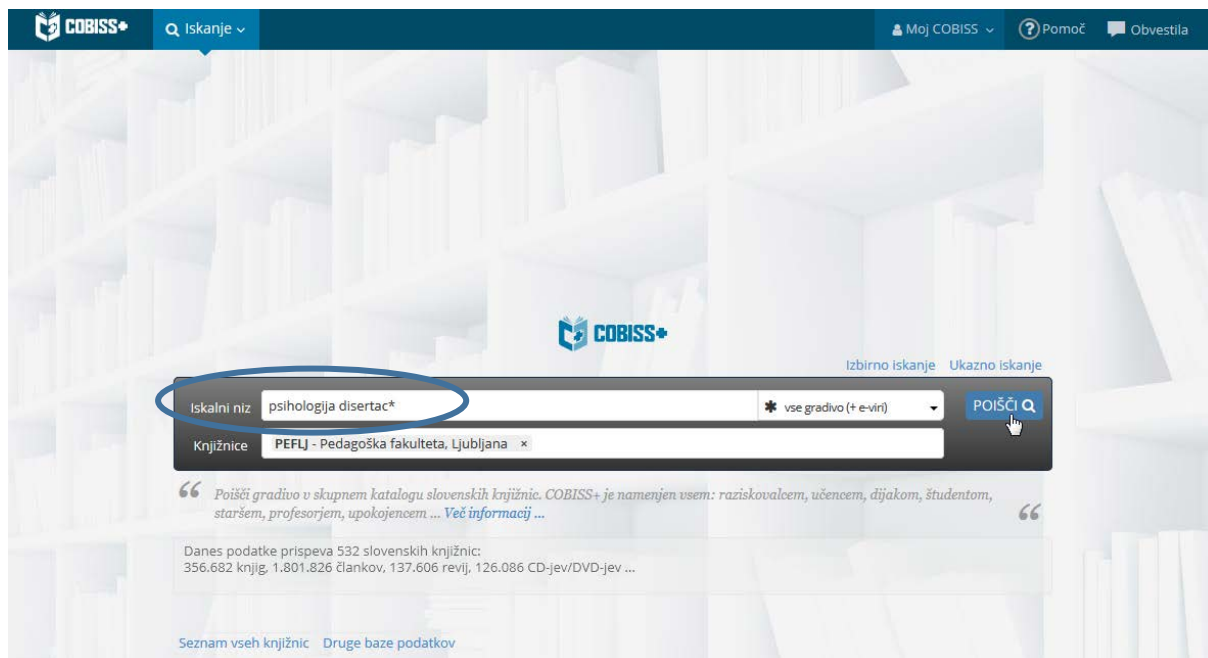 COBISS+ Iskanje Moj COBISS ? Pomoč Obvestila
COBISS+
Izbirno iskanje Ukazno iskanje
Iskalni niz psihologija disertac* ✱ vse gradivo (+ e-viri) POIŠČI
Knjižnice PEFLJ - Pedagoška fakulteta, Ljubljana ×
Poišči gradivo v skupnem katalogu slovenskih knjižnic. COBISS+ je namenjen vsem: raziskovalcem, učencem, dijakom, študentom,
staršem, profesorjem, upokojencem ... Več informacij ...
Danes podatke prispeva 532 slovenskih knjižnic:
356.682 knjig, 1.801.826 člankov, 137.606 revij, 126.086 CD-jev/DVD-jev ...
Seznam vseh knjižnic Druge baze podatkov